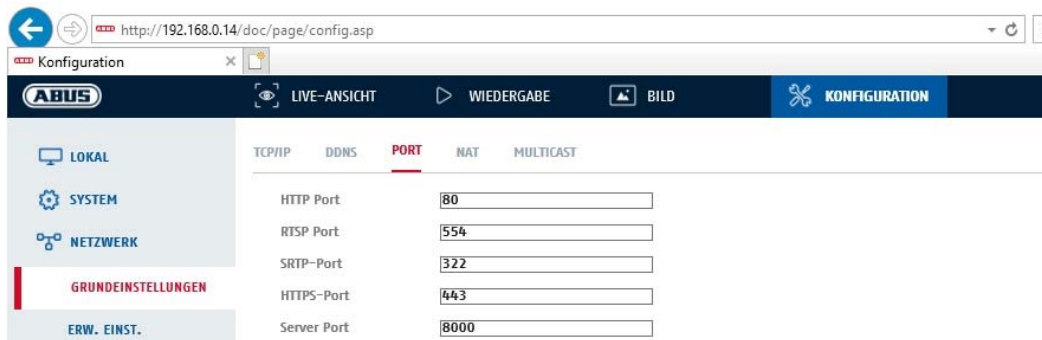 http://192.168.0.14/doc/page/config.asp
Konfiguration
ABUS LIVE-ANSICHT WIEDERGABE BILD KONFIGURATION
LOKAL
SYSTEM
NETZWERK
GRUNDEINSTELLUNGEN
ERW. EINST.
TCP/IP DDNS PORT NAT MULTICAST
HTTP Port 80
RTSP Port 554
SRTP-Port 322
HTTPS-Port 443
Server Port 8000